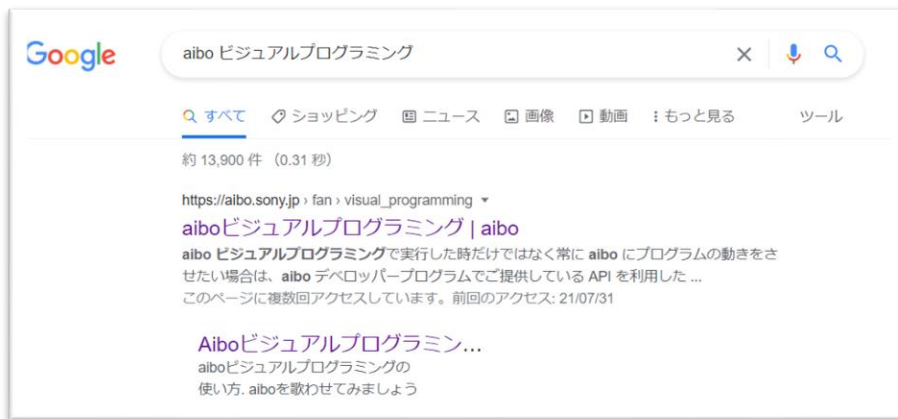 Google
aibo ビジュアルプログラミング
すべて ショッピング ニュース 画像 動画 もっと見る ツール
約 13,900 件 (0.31 秒)
https://aibo.sony.jp › fan › visual_programming
aiboビジュアルプログラミング | aibo
aibo ビジュアルプログラミングで実行した時だけではなく常に aibo にプログラムの動きをさ
せたい場合は、aibo デベロッパープログラムでご提供している API を利用した ...
このページに複数回アクセスしています。前回のアクセス: 21/07/31
Aiboビジュアルプログラミン...
aiboビジュアルプログラミングの
使い方. aiboを歌わせてみましょう